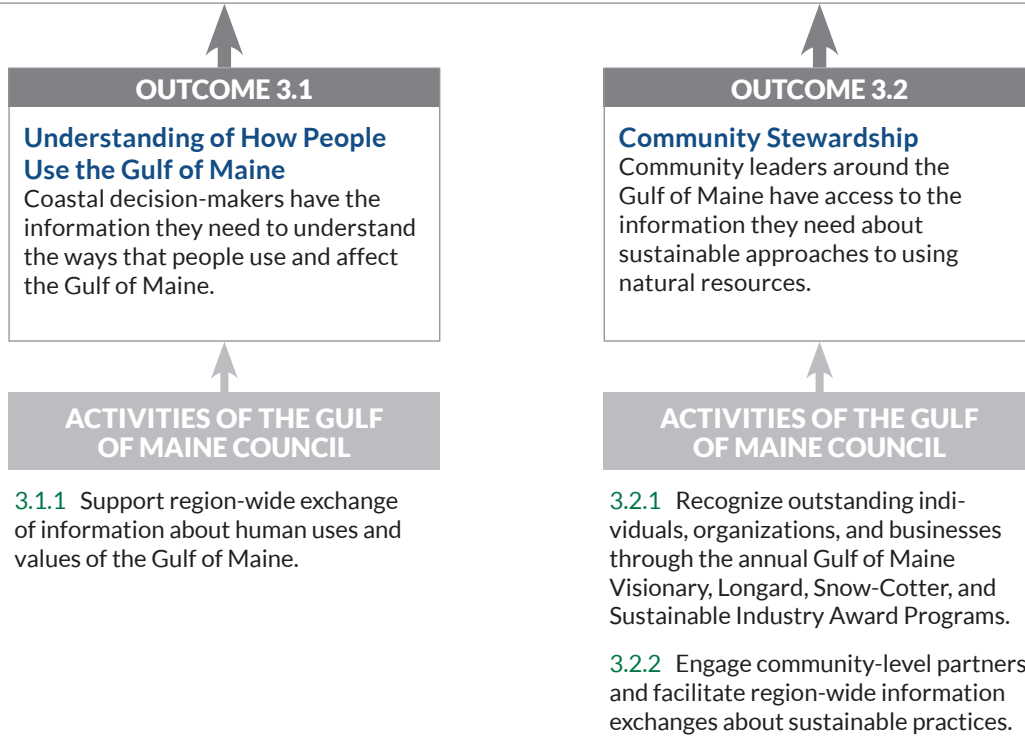 OUTCOME 3.1
Understanding of How People
Use the Gulf of Maine
Coastal decision-makers have the
information they need to understand
the ways that people use and affect
the Gulf of Maine.
ACTIVITIES OF THE GULF
OF MAINE COUNCIL
3.1.1 Support region-wide exchange
of information about human uses and
values of the Gulf of Maine.
OUTCOME 3.2
Community Stewardship
Community leaders around the
Gulf of Maine have access to the
information they need about
sustainable approaches to using
natural resources.
ACTIVITIES OF THE GULF
OF MAINE COUNCIL
3.2.1 Recognize outstanding indi-
viduals, organizations, and businesses
through the annual Gulf of Maine
Visionary, Longard, Snow-Cotter, and
Sustainable Industry Award Programs.
3.2.2 Engage community-level partners
and facilitate region-wide information
exchanges about sustainable practices.